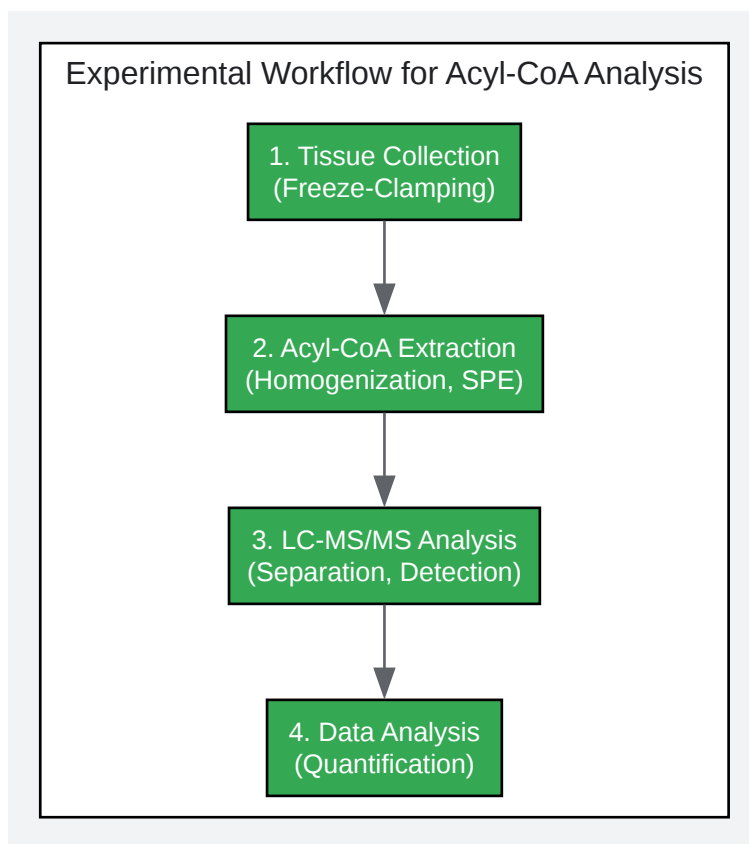 Experimental Workflow for Acyl-CoA Analysis
1. Tissue Collection
(Freeze-Clamping)
2. Acyl-CoA Extraction
(Homogenization, SPE)
3. LC-MS/MS Analysis
(Separation, Detection)
4. Data Analysis
(Quantification)